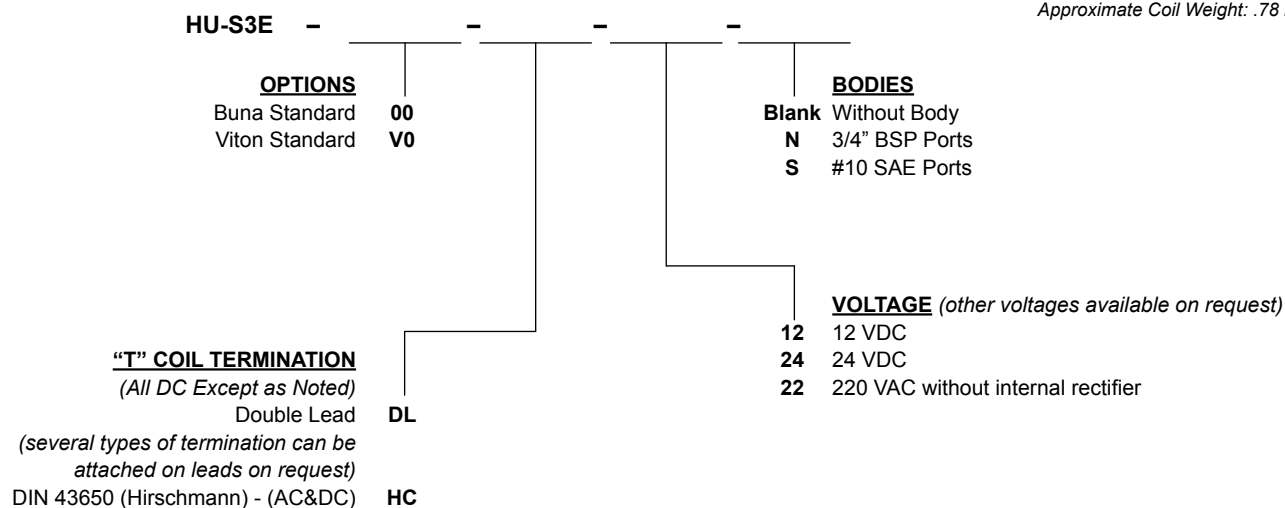 Approximate Coil Weight: .78
HU-S3E – – – –
OPTIONS
Buna Standard 00
Viton Standard V0
BODIES
Blank Without Body
N 3/4” BSP Ports
S #10 SAE Ports
VOLTAGE (other voltages available on request)
12 12 VDC
24 24 VDC
22 220 VAC without internal rectifier
“T” COIL TERMINATION
(All DC Except as Noted)
Double Lead DL
(several types of termination can be
attached on leads on request)
DIN 43650 (Hirschmann) - (AC&DC) HC